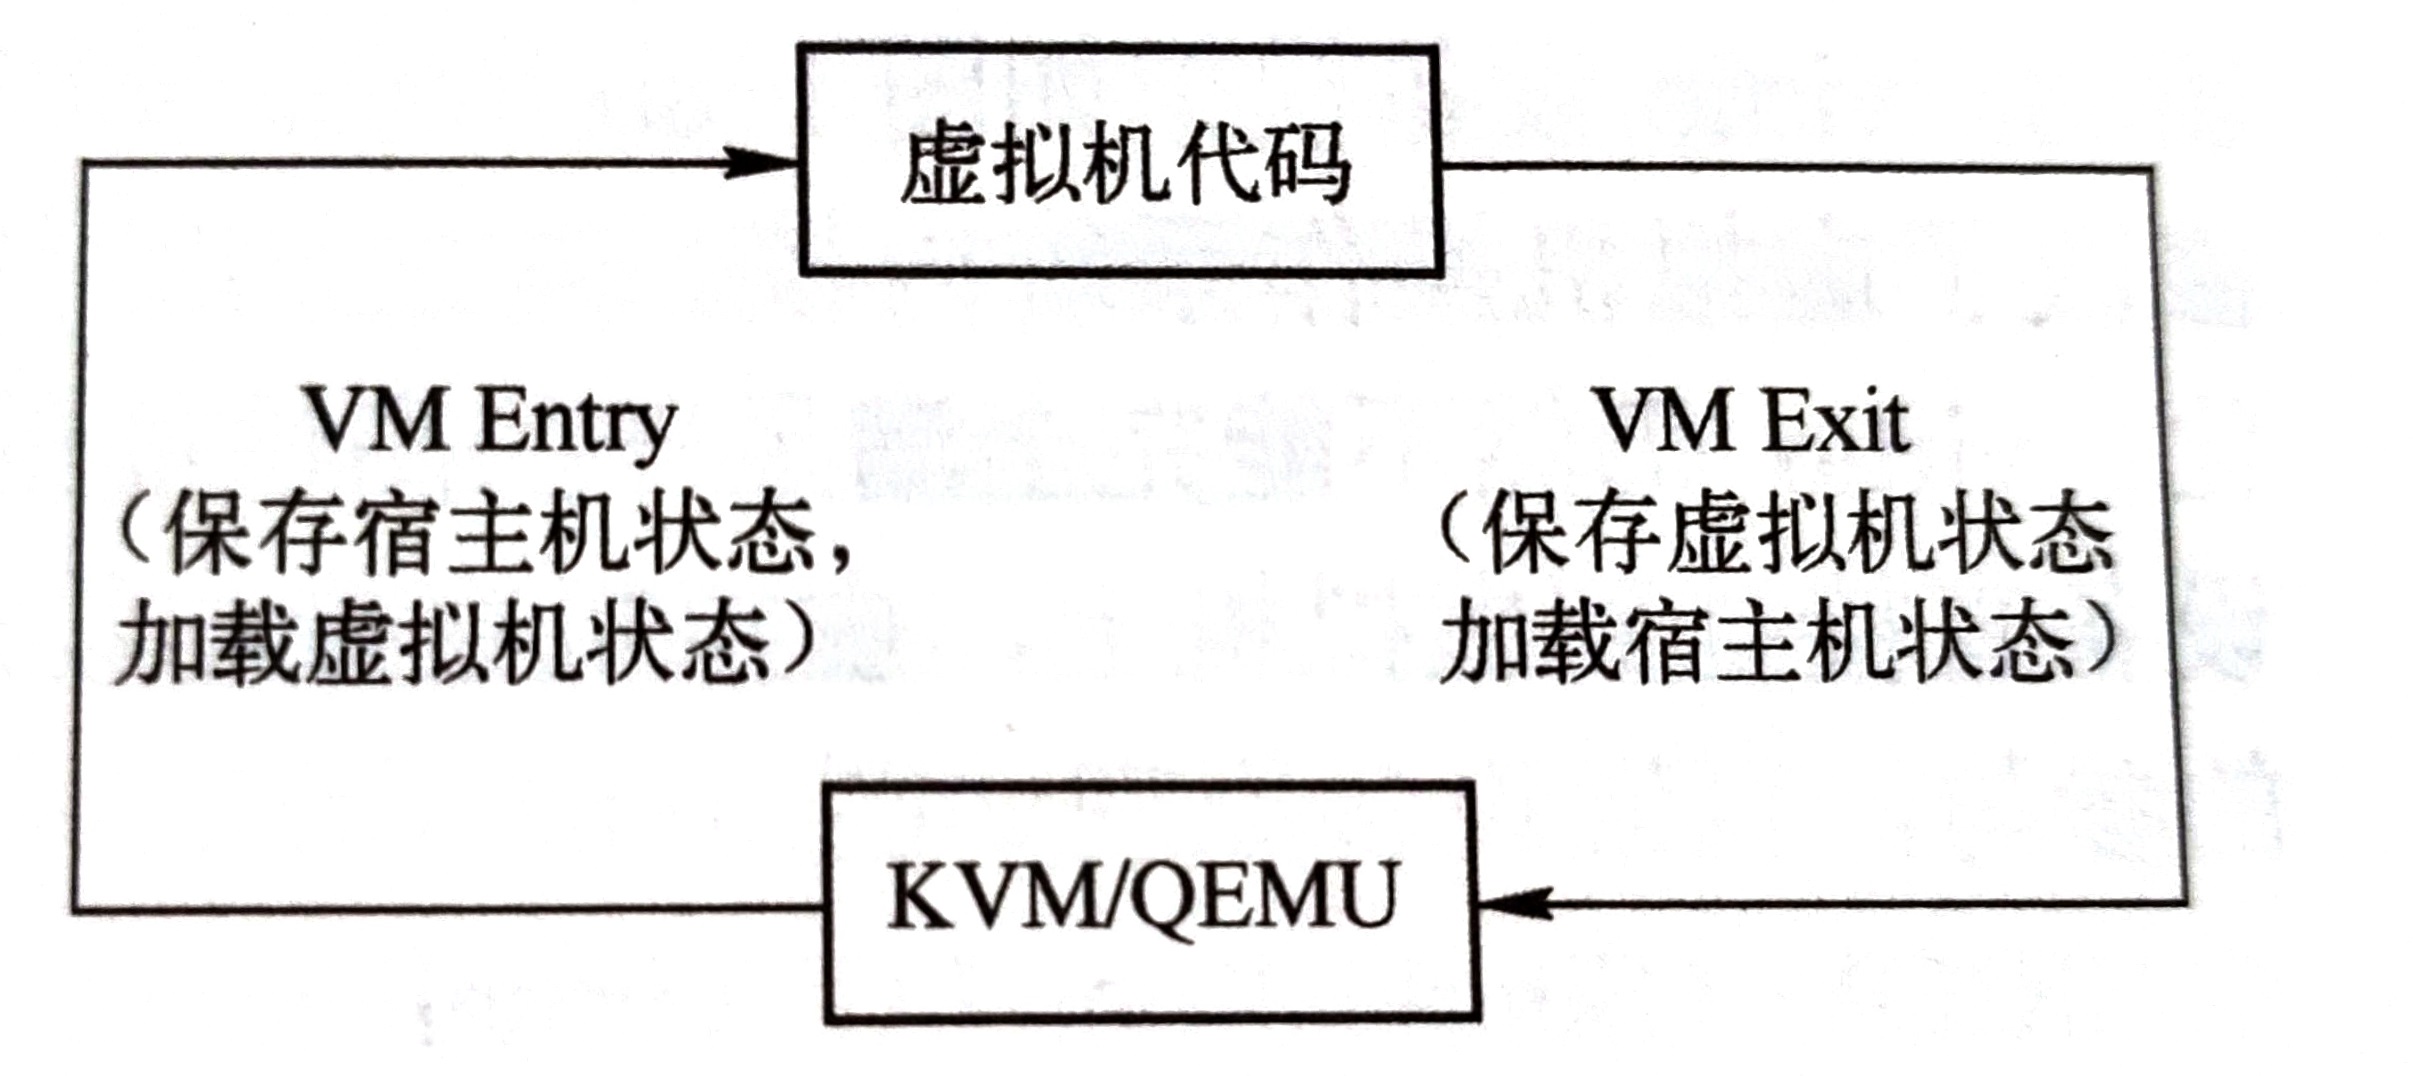 虚拟机代码
VM Entry
（保存宿主机状态，
加载虚拟机状态）
VM Exit
（保存虚拟机状态
加载宿主机状态）
KVM/QEMU